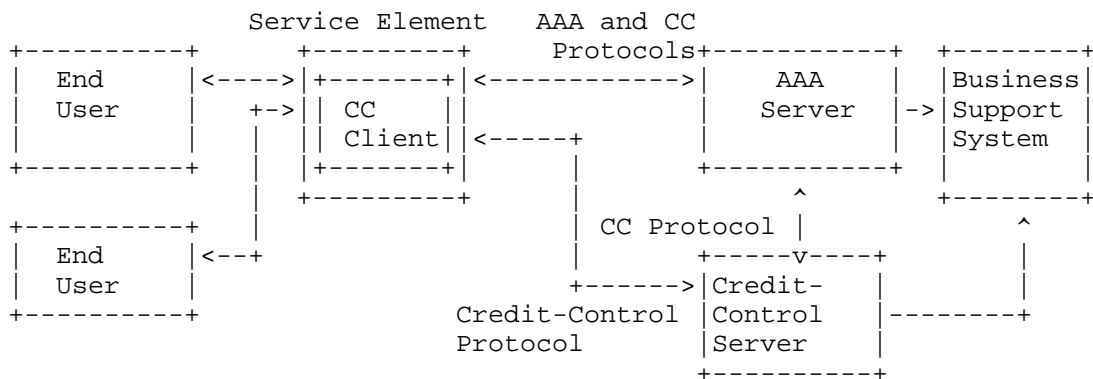 Service Element   AAA and CC
Protocols
End   AAA   Business
User   CC   Server   Support
Client   System
CC Protocol
End
User   Credit-
Credit-Control   Control
Protocol   Server